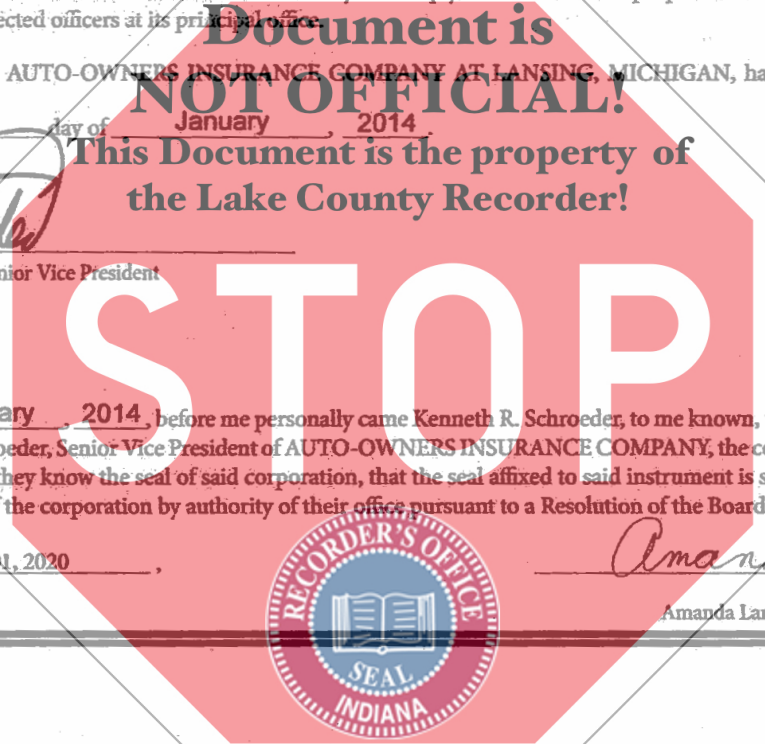 ected officers at its principal office.
Document is
AUTO-OWNERS INSURANCE COMPANY AT LANSING, MICHIGAN, ha
NOT OFFICIAL!
day of January, 2014
This Document is the property of
the Lake County Recorder!
nior Vice President
STOP
ary, 2014, before me personally came Kenneth R. Schroeder, to me known,
oeder, Senior Vice President of AUTO-OWNERS INSURANCE COMPANY, the co
they know the seal of said corporation, that the seal affixed to said instrument is s
the corporation by authority of their office pursuant to a Resolution of the Board
1, 2020,
Aman
Amanda Lar
RECORDER'S OFFICE
SEAL
INDIANA